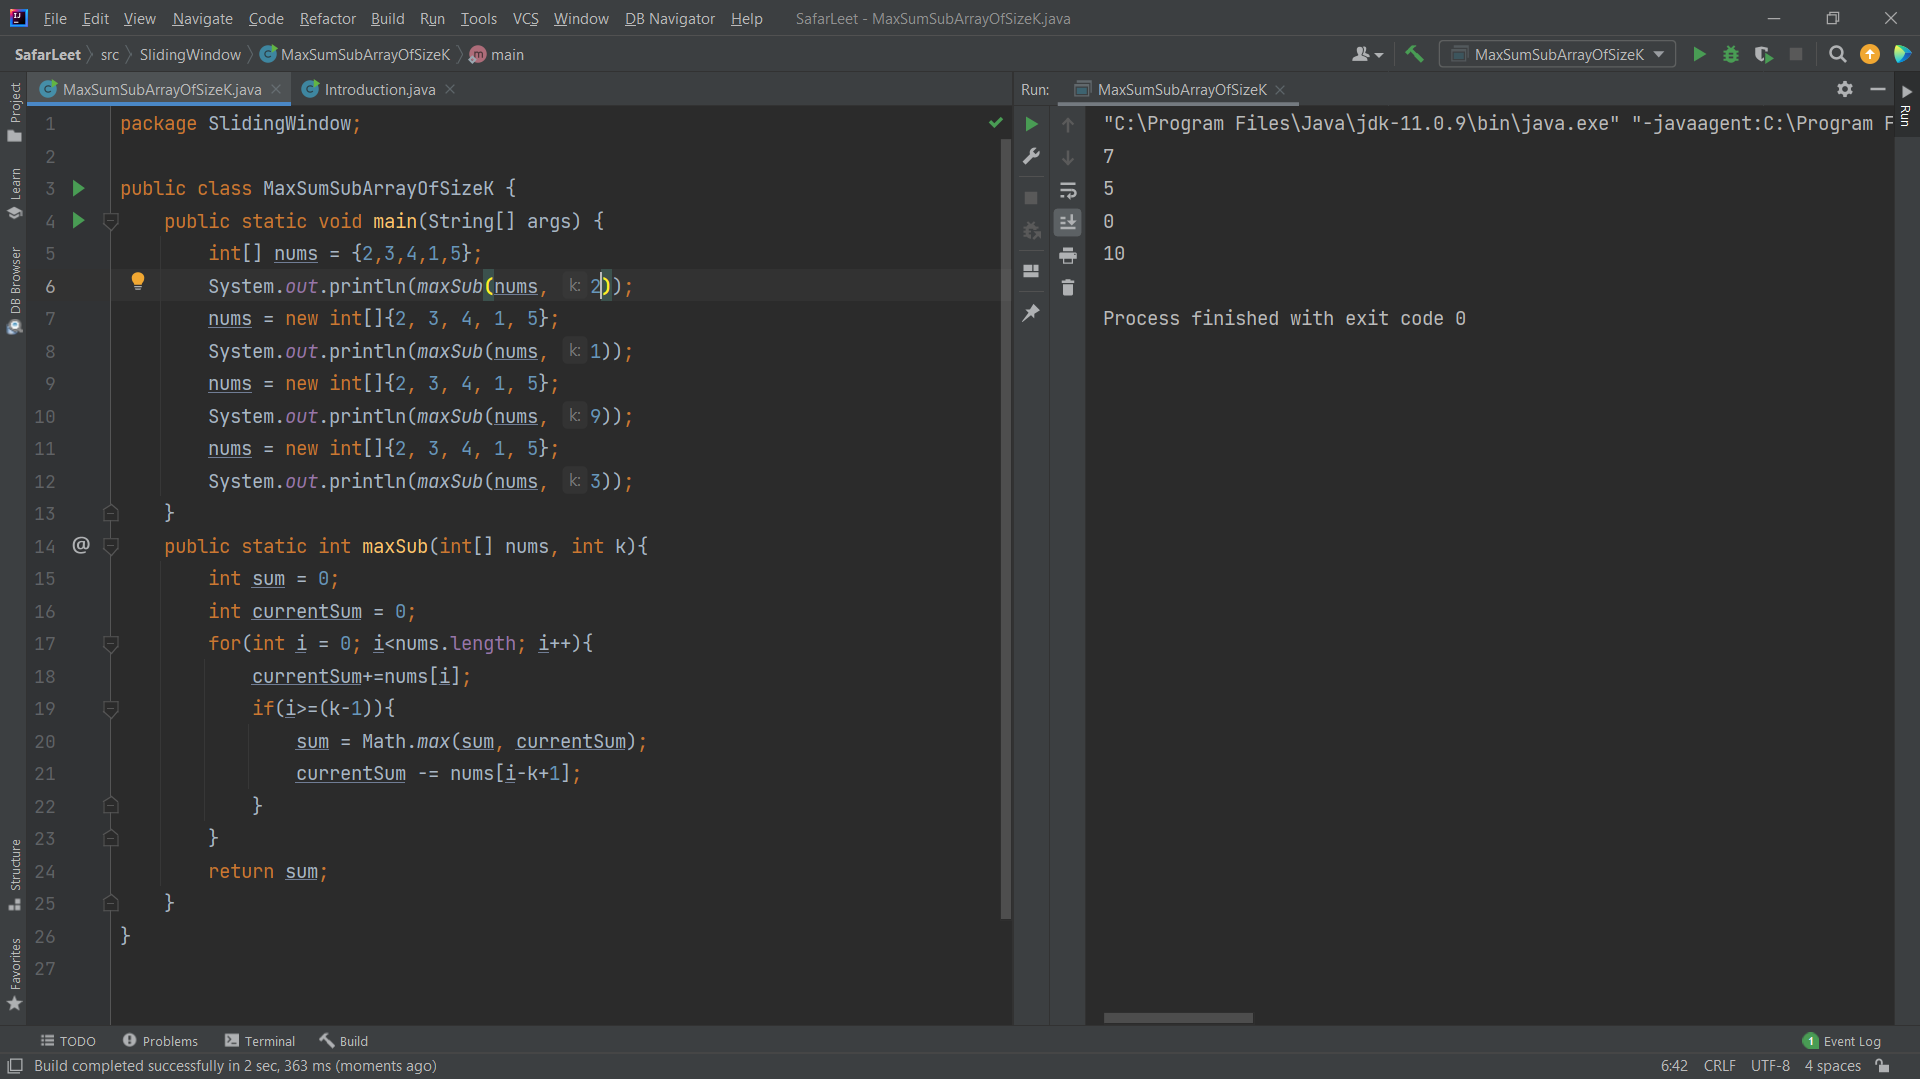 File Edit View Navigate Code Refactor Build Run Tools VCS Window DB Navigator Help SafarLeet - MaxSumSubArrayOfSizeK.java
SafarLeet src SlidingWindow MaxSumSubArrayOfSizeK main
MaxSumSubArrayOfSizeK
MaxSumSubArrayOfSizeK.java Introduction.java
Run: MaxSumSubArrayOfSizeK
Project
Learn
DB Browser
Structure
Favorites
1 package SlidingWindow;
2
3 public class MaxSumSubArrayOfSizeK {
4 public static void main(String[] args) {
5 int[] nums = {2,3,4,1,5};
6 System.out.println(maxSub(nums, k: 2));
7 nums = new int[]{2, 3, 4, 1, 5};
8 System.out.println(maxSub(nums, k: 1));
9 nums = new int[]{2, 3, 4, 1, 5};
10 System.out.println(maxSub(nums, k: 9));
11 nums = new int[]{2, 3, 4, 1, 5};
12 System.out.println(maxSub(nums, k: 3));
13 }
14 @ public static int maxSub(int[] nums, int k){
15 int sum = 0;
16 int currentSum = 0;
17 for(int i = 0; i<nums.length; i++){
18 currentSum+=nums[i];
19 if(i>=(k-1)){
20 sum = Math.max(sum, currentSum);
21 currentSum -= nums[i-k+1];
22 }
23 }
24 return sum;
25 }
26 }
27
"C:\Program Files\Java\jdk-11.0.9\bin\java.exe" "-javaagent:C:\Program F
7
5
0
10
Process finished with exit code 0
Run
TODO Problems Terminal Build
1 Event Log
Build completed successfully in 2 sec, 363 ms (moments ago)
6:42 CRLF UTF-8 4 spaces